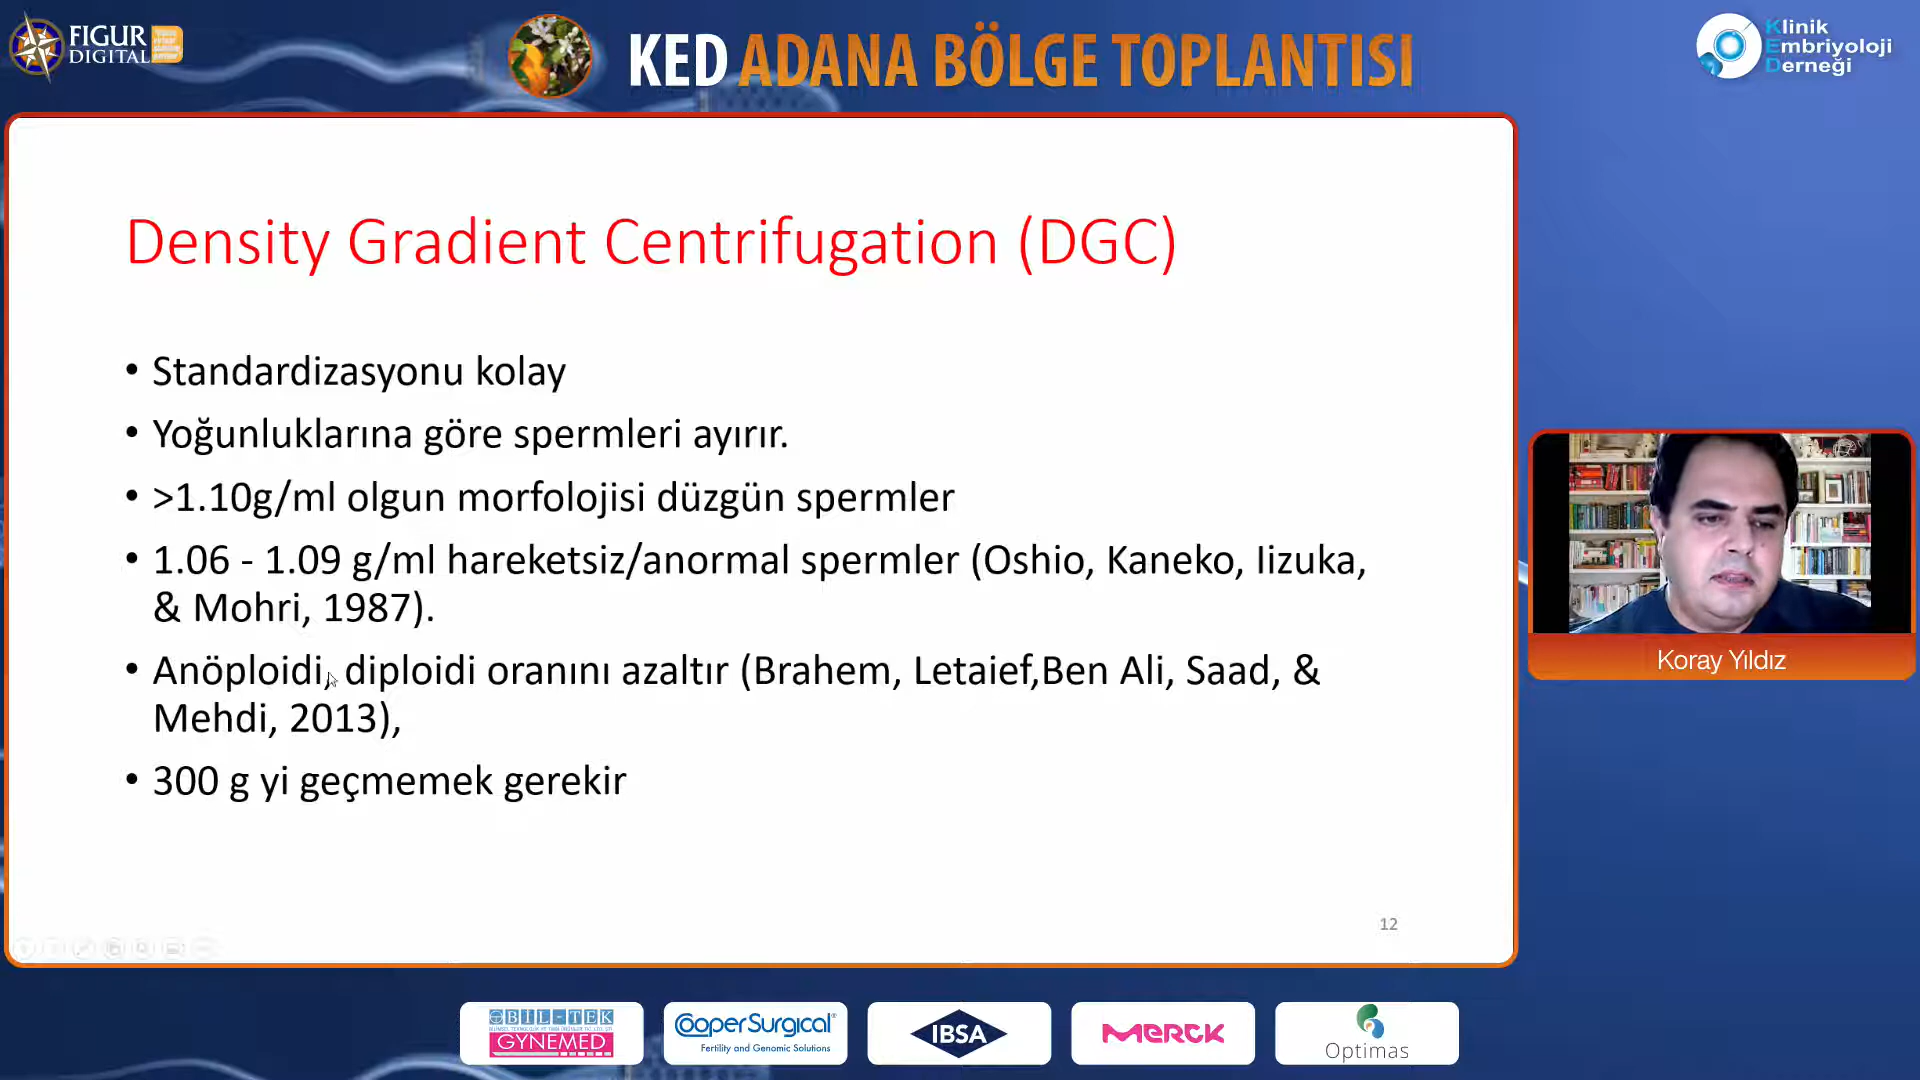 FIGUR
DIGITAL
KED ADANA BÖLGE TOPLANTISI
Klinik
Embriyoloji
Derneği
Density Gradient Centrifugation (DGC)
• Standardizasyonu kolay
• Yoğunluklarına göre spermleri ayırır.
• >1.10g/ml olgun morfolojisi düzgün spermler
• 1.06 - 1.09 g/ml hareketsiz/anormal spermler (Oshio, Kaneko, Iizuka,
& Mohri, 1987).
• Anöploidi, diploidi oranını azaltır (Brahem, Letaief,Ben Ali, Saad, &
Mehdi, 2013),
• 300 g yi geçmemek gerekir
12
Koray Yıldız
BİL-TEK
GYNEMED
CooperSurgical®
Fertility and Genomic Solutions
IBSA
MERCK
Optimas